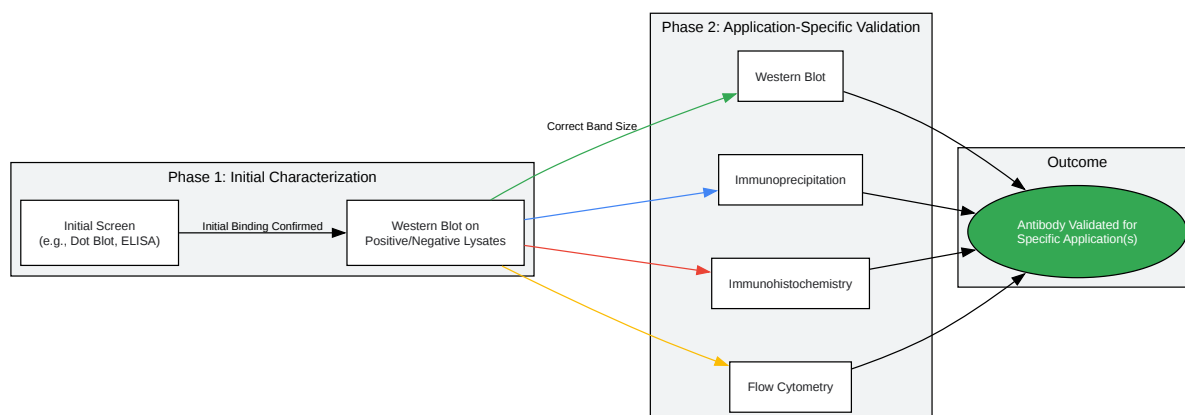 Phase 1: Initial Characterization
Initial Screen
(e.g., Dot Blot, ELISA)
Initial Binding Confirmed
Western Blot on
Positive/Negative Lysates
Correct Band Size
Phase 2: Application-Specific Validation
Western Blot
Immunoprecipitation
Immunohistochemistry
Flow Cytometry
Outcome
Antibody Validated for
Specific Application(s)